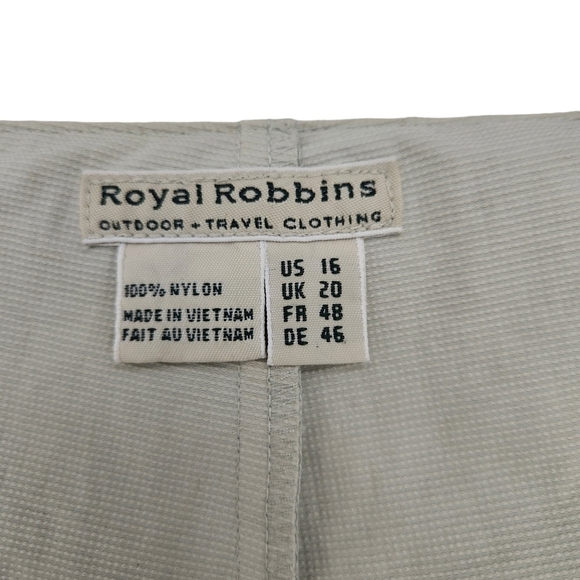 Royal Robbins
OUTDOOR + TRAVEL CLOTHING
100% NYLON
MADE IN VIETNAM
FAIT AU VIETNAM
US 16
UK 20
FR 48
DE 46